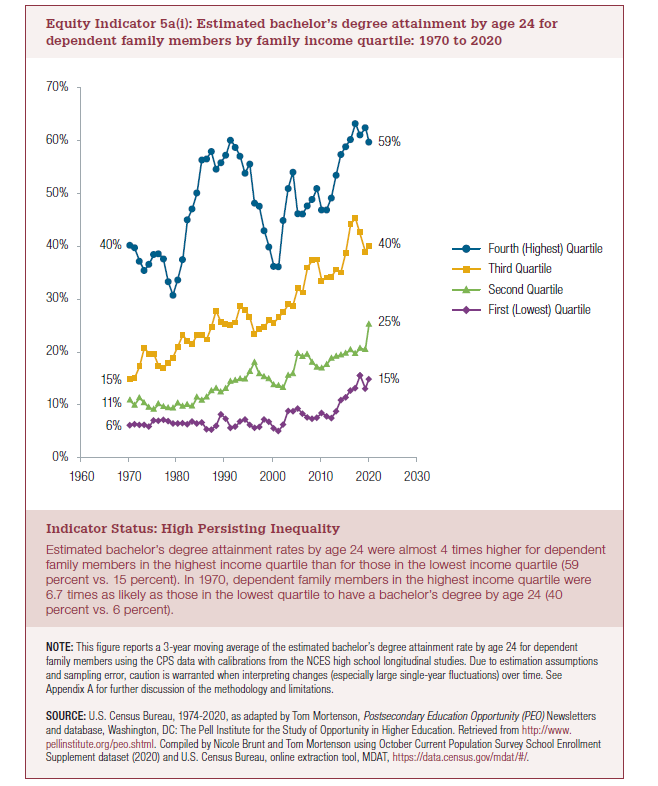 Equity Indicator 5a(i): Estimated bachelor's degree attainment by age 24 for
dependent family members by family income quartile: 1970 to 2020
70%
60%
59%
50%
40%
40%
40%
Fourth (Highest) Quartile
Third Quartile
30%
Second Quartile
First (Lowest) Quartile
25%
20%
15%
15%
11%
10%
6%
0%
1960 1970 1980 1990 2000 2010 2020 2030
Indicator Status: High Persisting Inequality
Estimated bachelor's degree attainment rates by age 24 were almost 4 times higher for dependent
family members in the highest income quartile than for those in the lowest income quartile (59
percent vs. 15 percent). In 1970, dependent family members in the highest income quartile were
6.7 times as likely as those in the lowest quartile to have a bachelor's degree by age 24 (40
percent vs. 6 percent).
NOTE: This figure reports a 3-year moving average of the estimated bachelor's degree attainment rate by age 24 for dependent
family members using the CPS data with calibrations from the NCES high school longitudinal studies. Due to estimation assumptions
and sampling error, caution is warranted when interpreting changes (especially large single-year fluctuations) over time. See
Appendix A for further discussion of the methodology and limitations.
SOURCE: U.S. Census Bureau, 1974-2020, as adapted by Tom Mortenson, Postsecondary Education Opportunity (PEO) Newsletters
and database, Washington, DC: The Pell Institute for the Study of Opportunity in Higher Education. Retrieved from http://www.
pellinstitute.org/peo.shtml. Compiled by Nicole Brunt and Tom Mortenson using October Current Population Survey School Enrollment
Supplement dataset (2020) and U.S. Census Bureau, online extraction tool, MDAT, https://data.census.gov/mdat/#/.